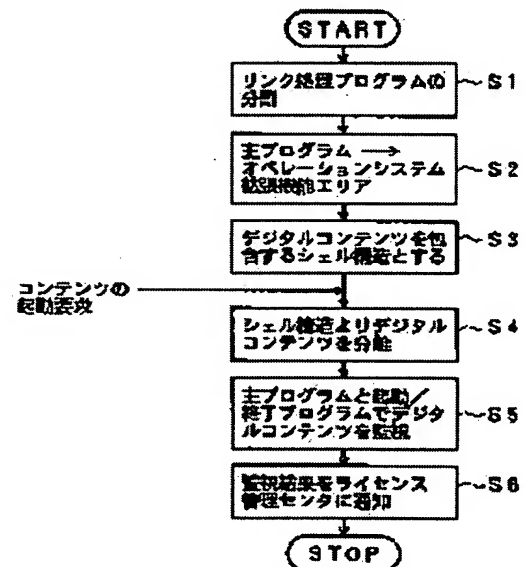 START
リンク処理プログラムの
分割
S1
主プログラム →
オペレーションシステム
拡張機能エリア
S2
デジタルコンテンツを包
含するシェル構造とする
S3
コンテンツの
起動要求
シェル構造よりデジタル
コンテンツを分離
S4
主プログラムと起動/
終了プログラムでデジタ
ルコンテンツを監視
S5
監視結果をライセンス
管理センタに通知
S6
STOP